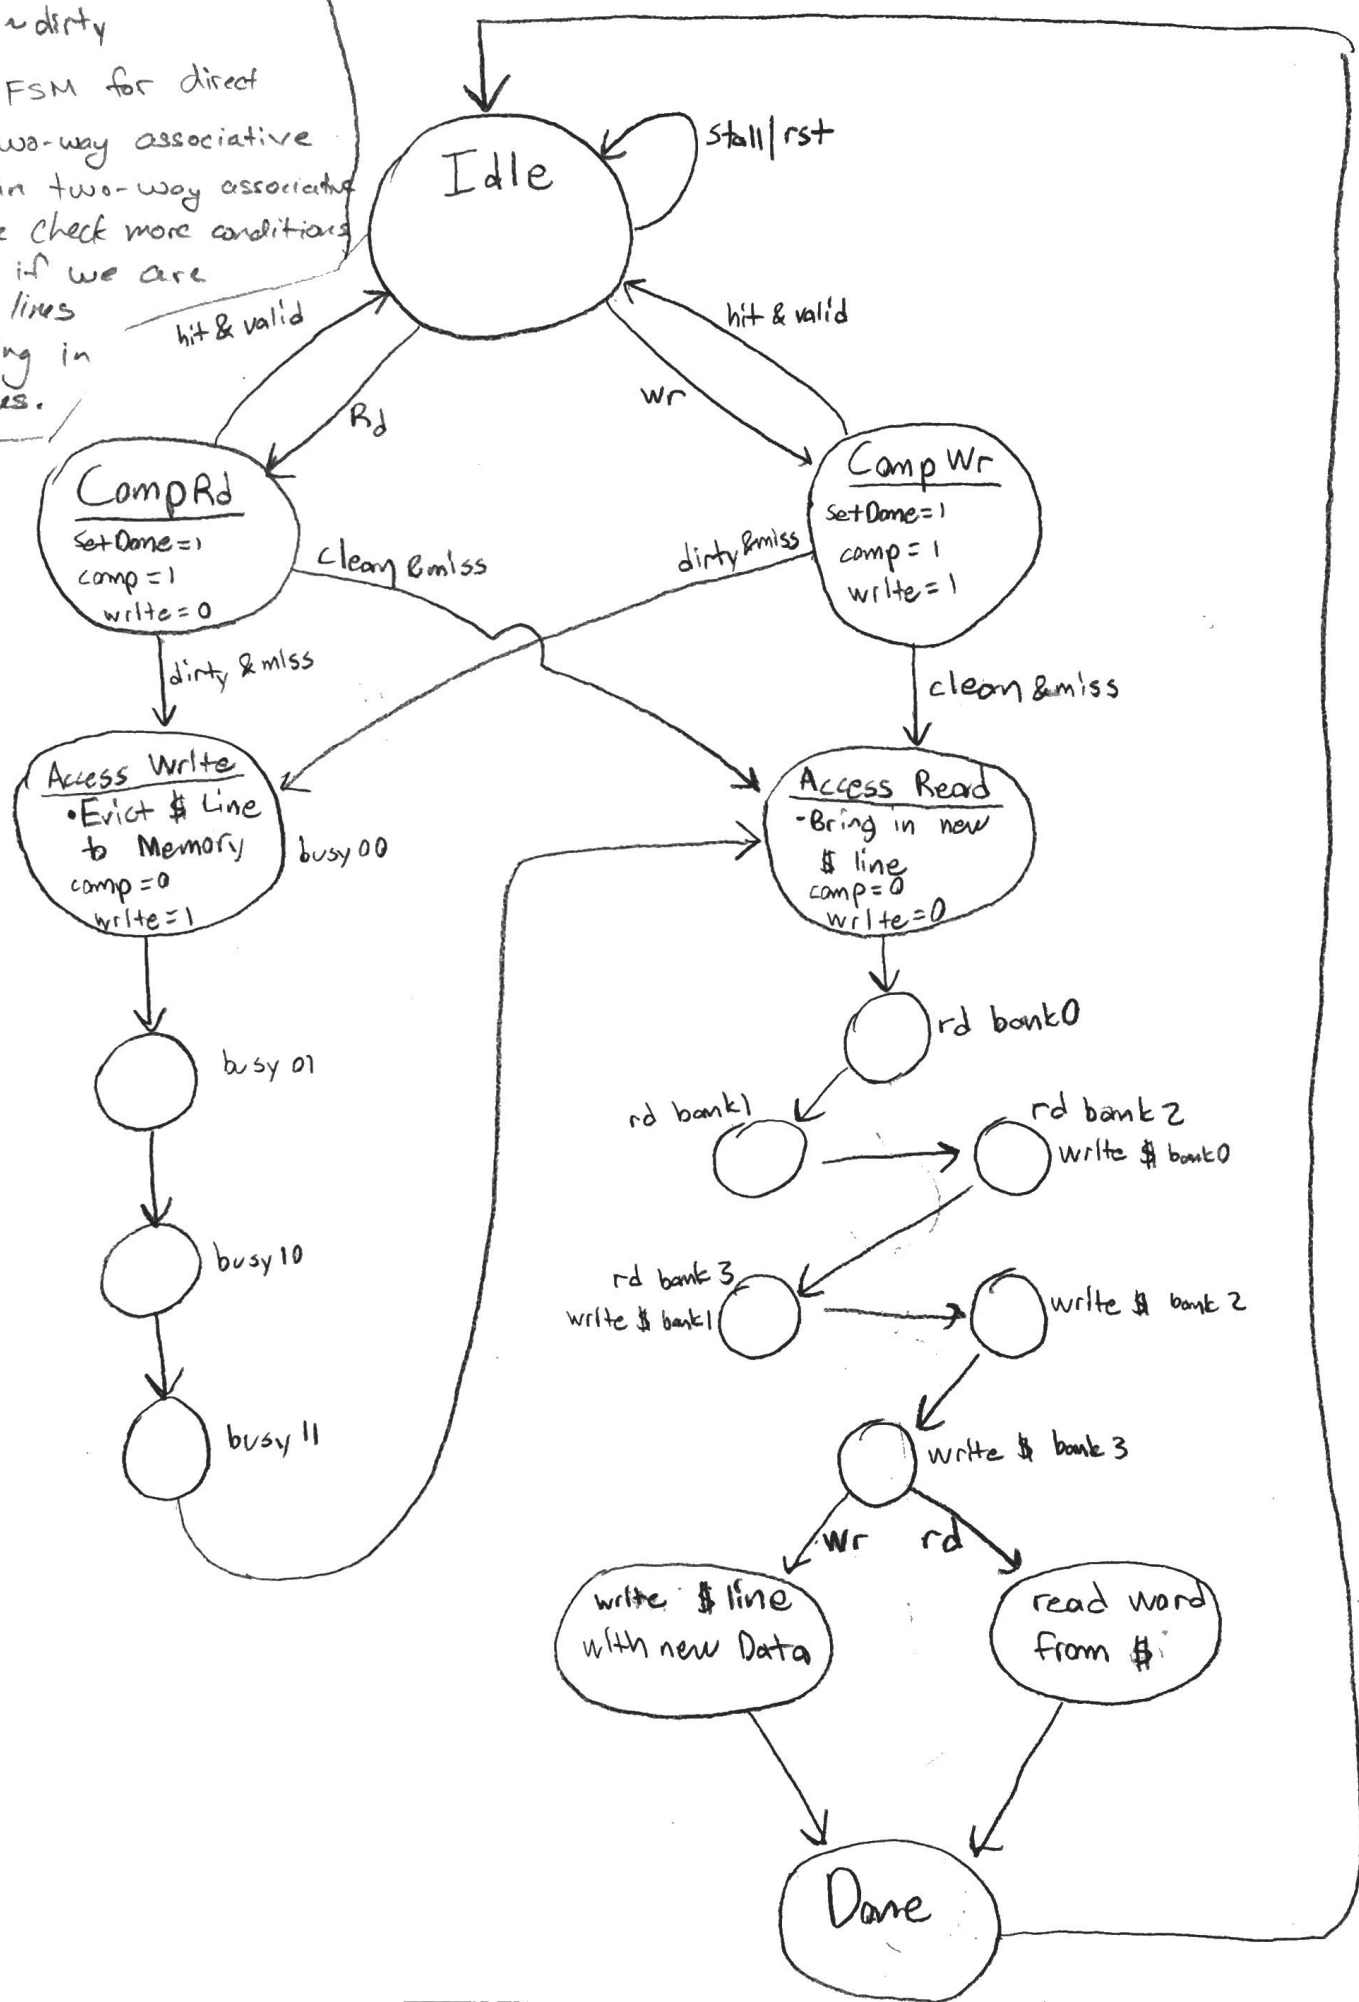 ~dirty
FSM for direct
wo-way associative
in two-way associative
check more conditions
if we are
lines
ng in
es.
Idle
stall/rst
hit & valid
hit & valid
Rd
Wr
CompRd
setDone=1
comp=1
write=0
Comp Wr
setDone=1
comp=1
write=1
clean & miss
dirty & miss
dirty & miss
clean & miss
Access Write
•Evict $ Line
to Memory
comp=0
write=1
busy 00
Access Read
-Bring in new
$ line
comp=0
write=0
busy 01
busy 10
busy 11
rd bank0
rd bank1
rd bank 2
write $ bank0
rd bank 3
write $ bank1
write $ bank 2
write $ bank 3
Wr
rd
write $ line
with new Data
read word
from $
Done